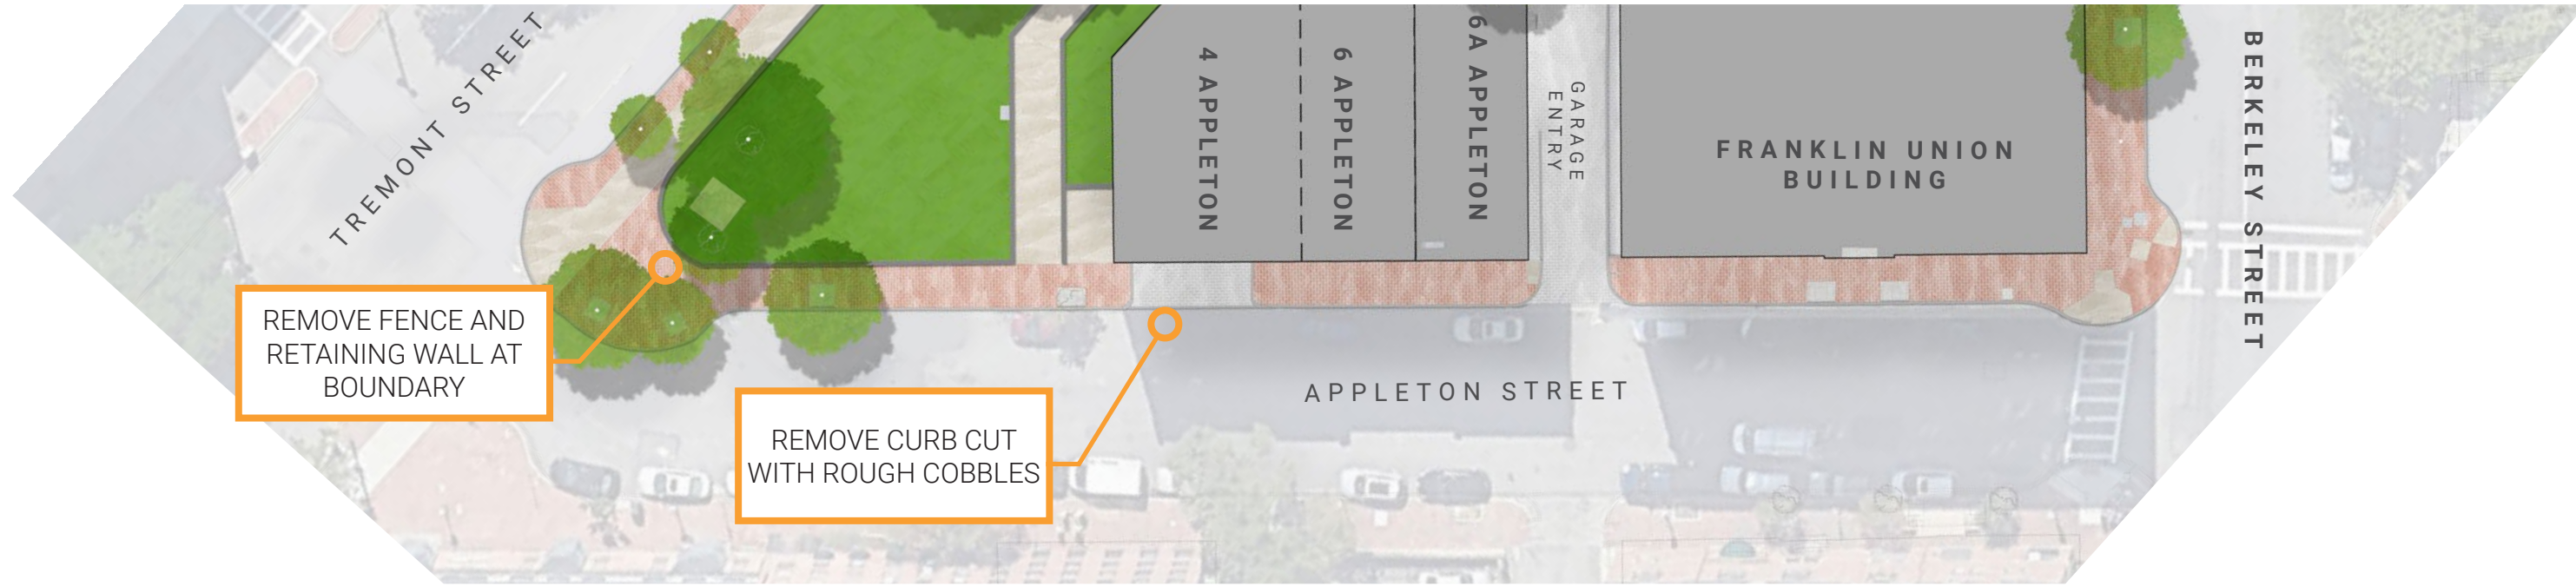 TREMONT STREET
4 APPLETON
6 APPLETON
6A APPLETON
GARAGE
ENTRY
FRANKLIN UNION
BUILDING
BERKELEY STREET
REMOVE FENCE AND
RETAINING WALL AT
BOUNDARY
REMOVE CURB CUT
WITH ROUGH COBBLES
APPLETON STREET